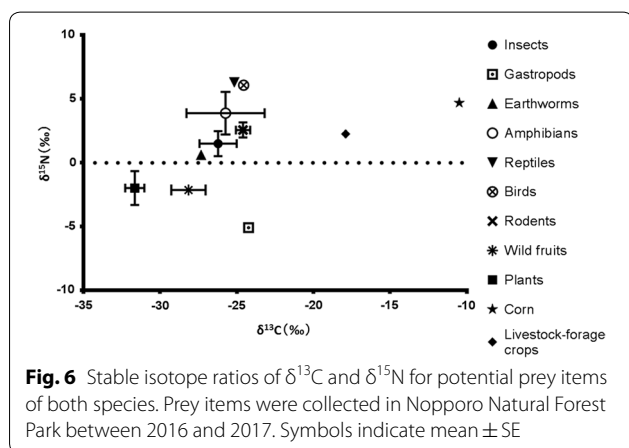 10
5
0
-5
-10
δ15N(‰)
-35 -30 -25 -20 -15 -10
δ13C(‰)
Insects
Gastropods
Earthworms
Amphibians
Reptiles
Birds
Rodents
Wild fruits
Plants
Corn
Livestock-forage
crops
Fig. 6 Stable isotope ratios of δ13C and δ15N for potential prey items
of both species. Prey items were collected in Nopporo Natural Forest
Park between 2016 and 2017. Symbols indicate mean ± SE